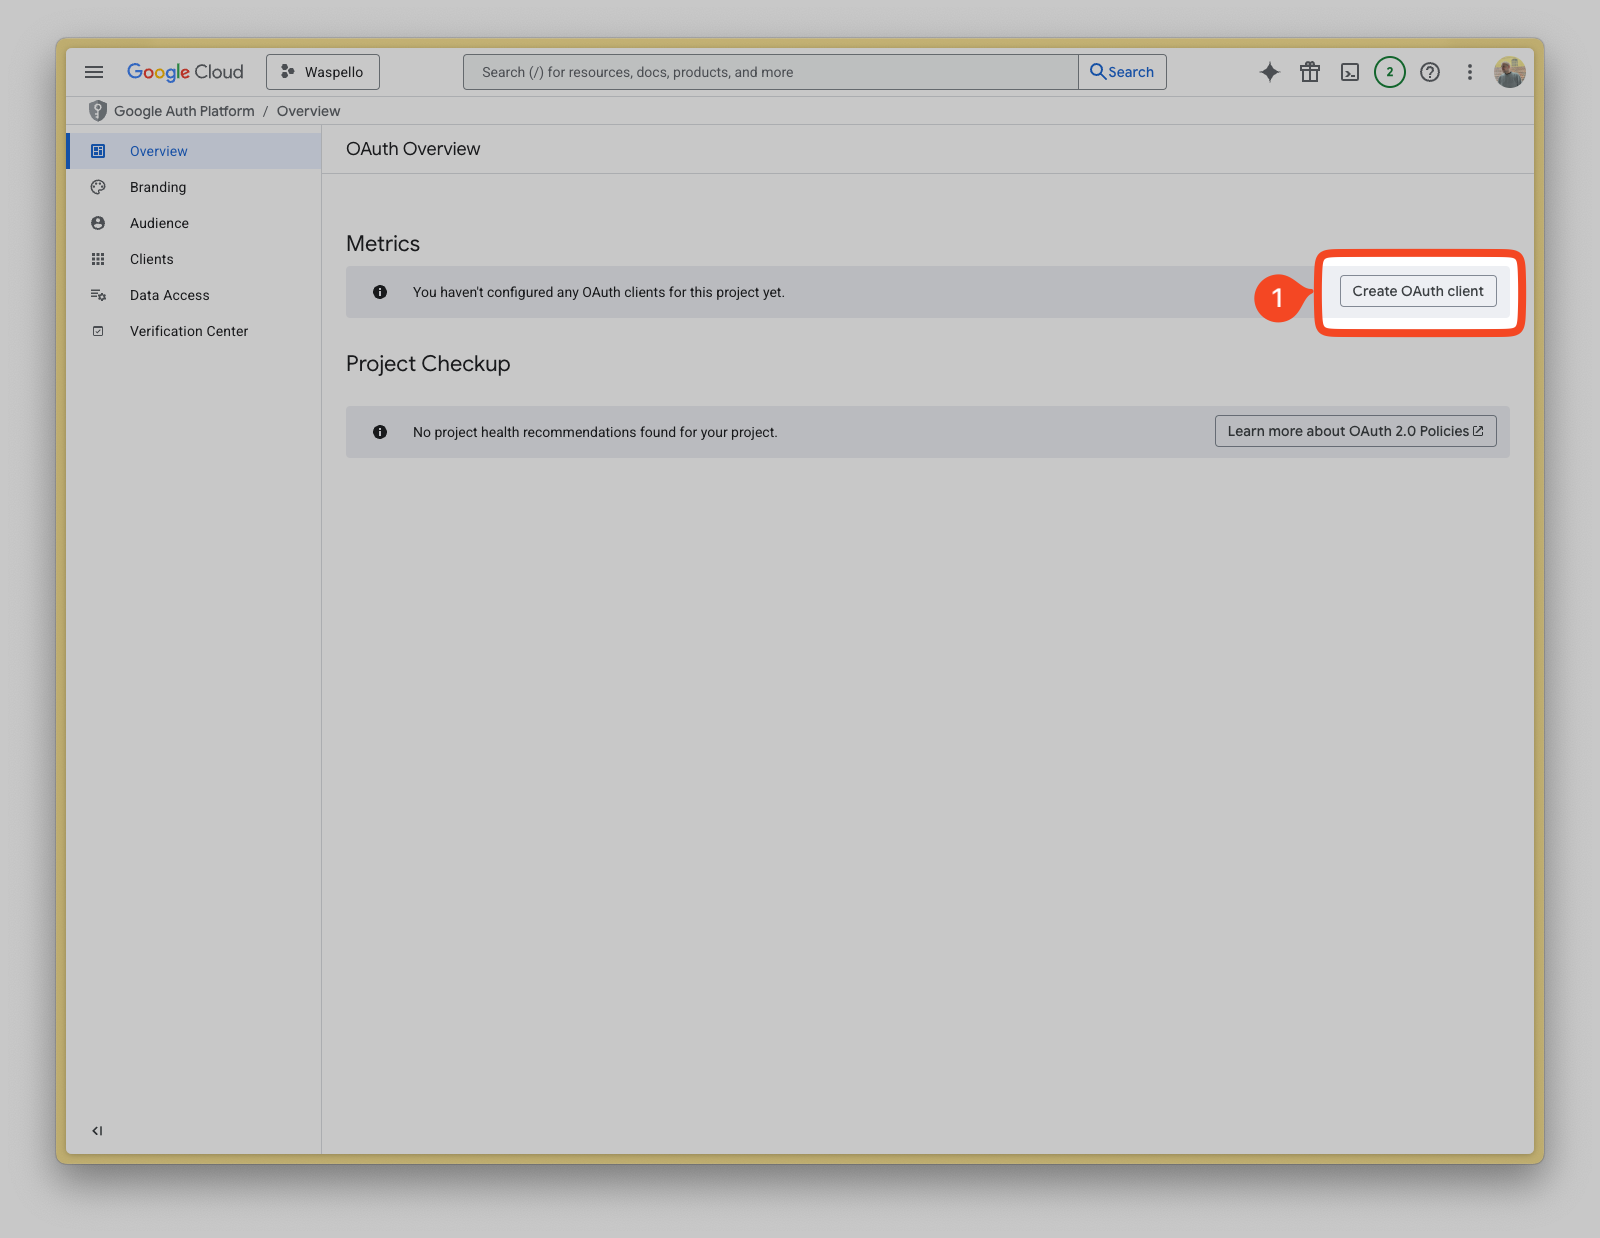 Google Cloud
Waspello
Search (/) for resources, docs, products, and more
Search
2
Google Auth Platform / Overview
Overview
Branding
Audience
Clients
Data Access
Verification Center
OAuth Overview
Metrics
You haven't configured any OAuth clients for this project yet.
1
Create OAuth client
Project Checkup
No project health recommendations found for your project.
Learn more about OAuth 2.0 Policies